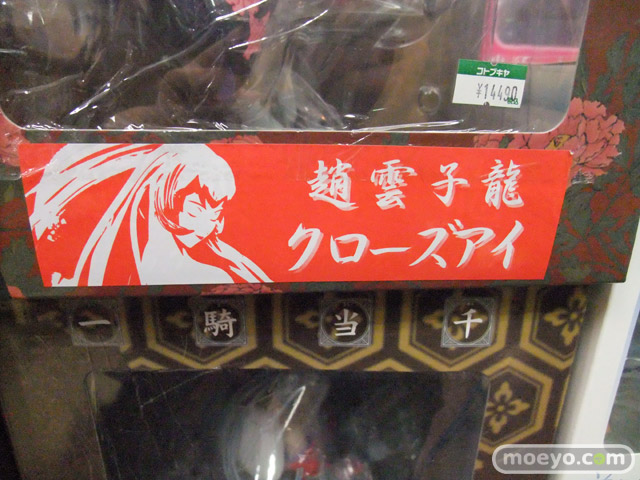 コトブキヤ
¥14490
趙雲子龍
クローズアイ
一騎当千
moeyo.com